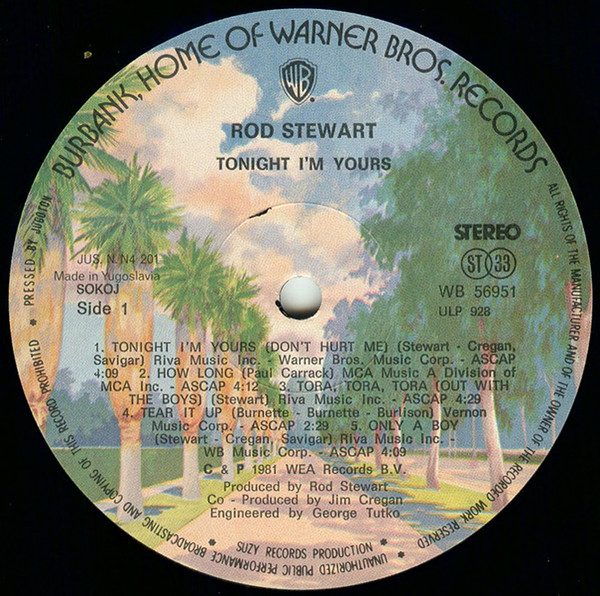 BURBANK, HOME OF WARNER BROS. RECORDS
WB
ROD STEWART
TONIGHT I'M YOURS
JUS. N. N4 201
Made in Yugoslavia
SOKOJ
Side 1
STEREO
ST 33
WB 56951
ULP 928
1. TONIGHT I'M YOURS (DON'T HURT ME) (Stewart - Cregan,
Savigar) Riva Music Inc. - Warner Bros. Music Corp. - ASCAP
4:09 2. HOW LONG (Paul Carrack) MCA Music A Division of
MCA Inc. - ASCAP 4:12 3. TORA, TORA, TORA (OUT WITH
THE BOYS) (Stewart) Riva Music Inc. - ASCAP 4:29
4. TEAR IT UP (Burnette - Burnette - Burlison) Vernon
Music Corp. - ASCAP 2:29 5. ONLY A BOY
(Stewart - Cregan, Savigar) Riva Music Inc. -
WB Music Corp. - ASCAP 4:09
C & P 1981 WEA Records B.V.
Produced by Rod Stewart
Co - Produced by Jim Cregan
Engineered by George Tutko
* SUZY RECORDS PRODUCTION *
ALL RIGHTS OF THE MANUFACTURER AND OF THE OWNER OF THE RECORDED WORK RESERVED
UNAUTHORIZED PUBLIC PERFORMANCE BROADCASTING AND COPYING OF THIS RECORD PROHIBITED * PRESSED BY JUGOTON